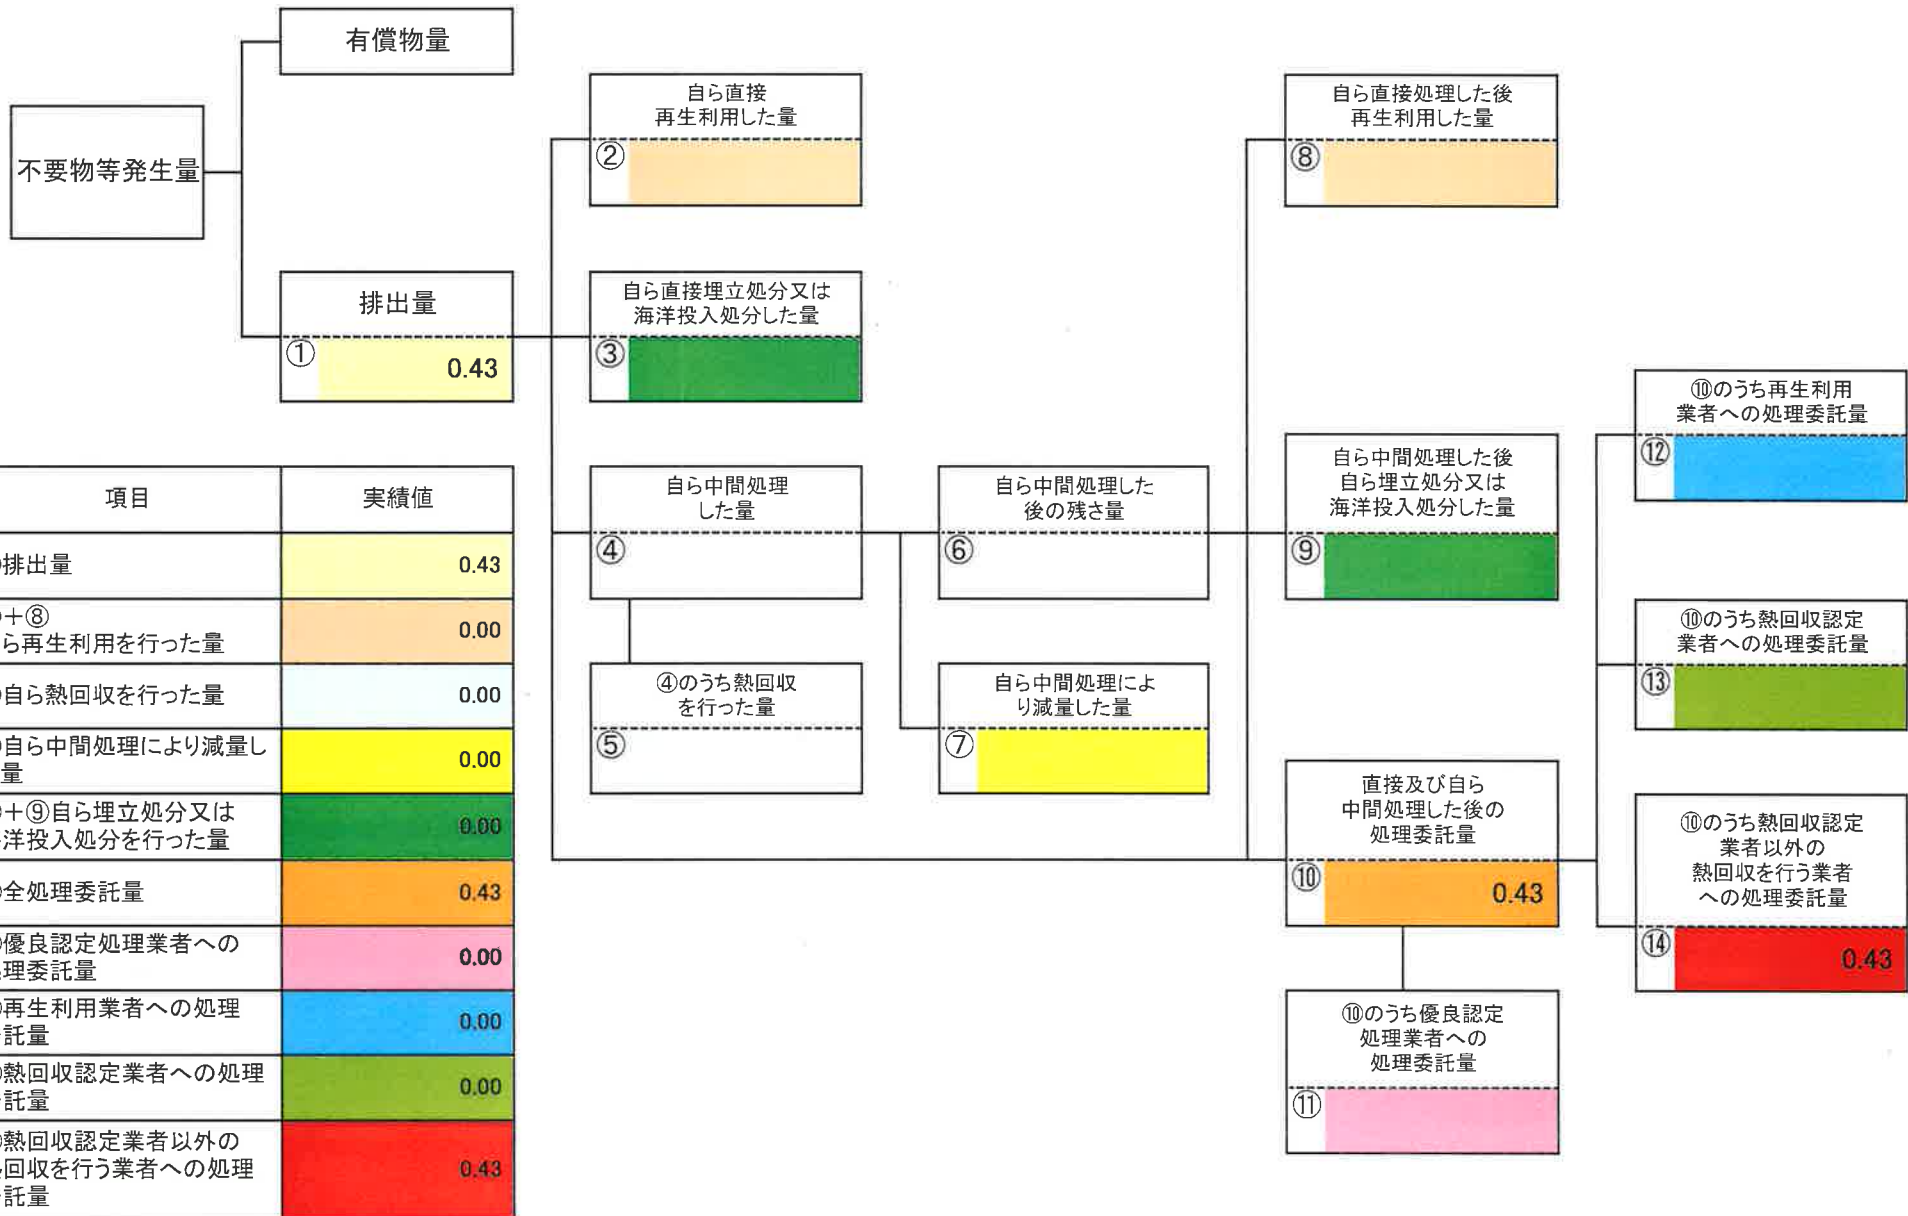 有償物量
不要物等発生量
排出量
①
0.43
自ら直接
再生利用した量
②
自ら直接埋立処分又は
海洋投入処分した量
③
自ら中間処理
した量
④
④のうち熱回収
を行った量
⑤
自ら中間処理した
後の残さ量
⑥
自ら中間処理によ
り減量した量
⑦
自ら直接処理した後
再生利用した量
⑧
自ら中間処理した後
自ら埋立処分又は
海洋投入処分した量
⑨
直接及び自ら
中間処理した後の
処理委託量
⑩
0.43
⑩のうち優良認定
処理業者への
処理委託量
⑪
⑩のうち再生利用
業者への処理委託量
⑫
⑩のうち熱回収認定
業者への処理委託量
⑬
⑩のうち熱回収認定
業者以外の
熱回収を行う業者
への処理委託量
⑭
0.43
項目 実績値
排出量 0.43
+⑧
ら再生利用を行った量 0.00
自ら熱回収を行った量 0.00
自ら中間処理により減量し
量 0.00
+⑨自ら埋立処分又は
洋投入処分を行った量 0.00
全処理委託量 0.43
優良認定処理業者への
理委託量 0.00
再生利用業者への処理
託量 0.00
熱回収認定業者への処理
託量 0.00
熱回収認定業者以外の
回収を行う業者への処理
託量 0.43